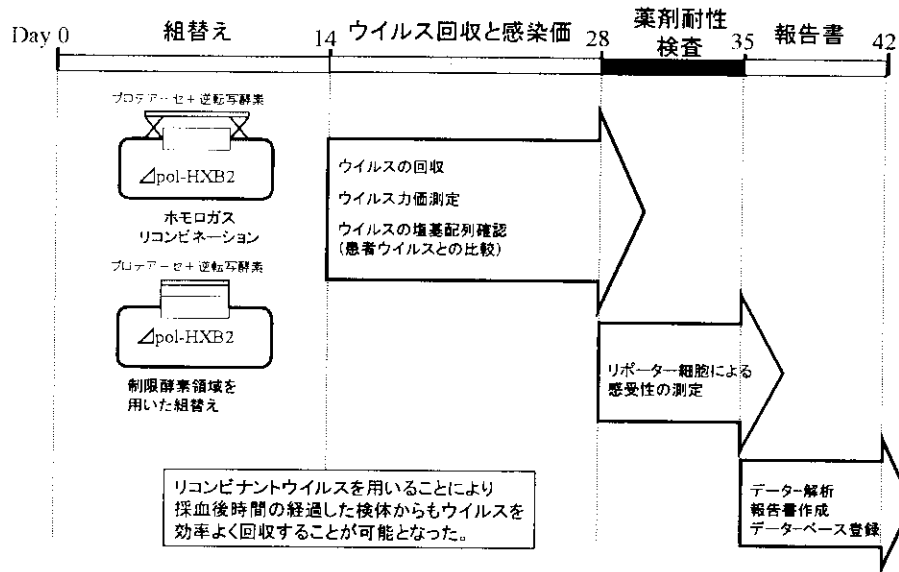 Day 0
組替え
14
ウイルス回収と感染価
28
薬剤耐性
検査
35
報告書
42
プロテアーゼ+逆転写酵素
⊿pol-HXB2
ホモロガス
リコンビネーション
プロテアーゼ+逆転写酵素
⊿pol-HXB2
制限酵素領域を
用いた組替え
ウイルスの回収
ウイルス力価測定
ウイルスの塩基配列確認
(患者ウイルスとの比較)
リポーター細胞による
感受性の測定
リコンビナントウイルスを用いることにより
採血後時間の経過した検体からもウイルスを
効率よく回収することが可能となった。
データー解析
報告書作成
データーベース登録